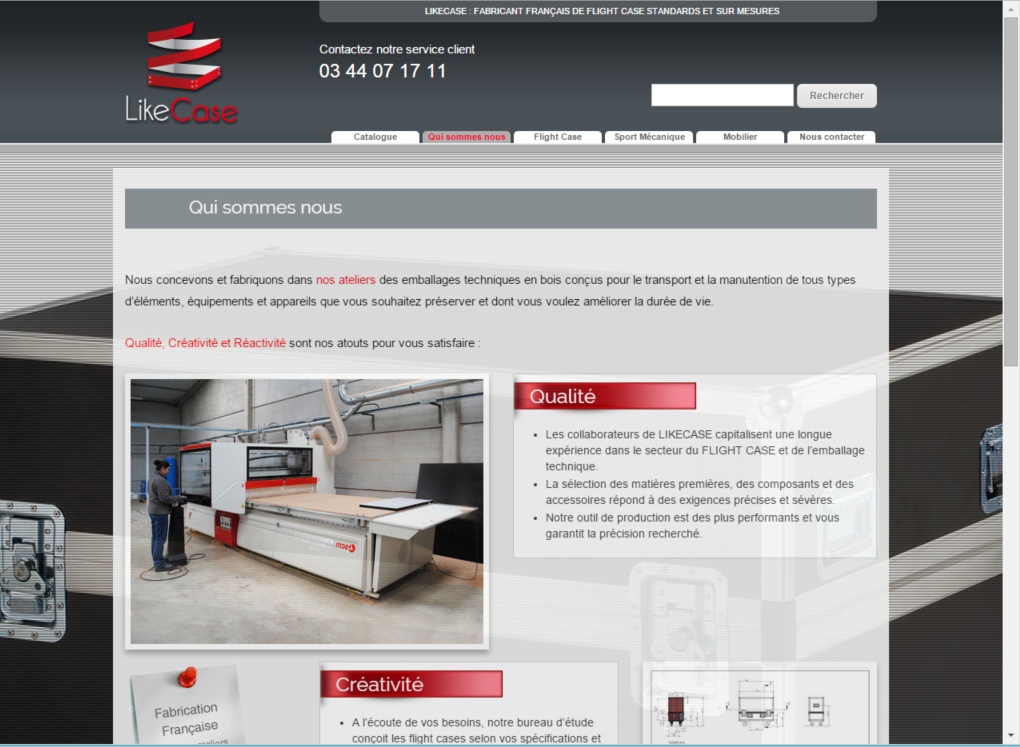 LIKECASE : FABRICANT FRANÇAIS DE FLIGHT CASE STANDARDS ET SUR MESURES
Contactez notre service client
03 44 07 17 11
LikeCase
Rechercher
Catalogue
Qui sommes nous
Flight Case
Sport Mécanique
Mobilier
Nous contacter
Qui sommes nous
Nous concevons et fabriquons dans nos ateliers des emballages techniques en bois conçus pour le transport et la manutention de tous types
d'éléments, équipements et appareils que vous souhaitez préserver et dont vous voulez améliorer la durée de vie.
Qualité, Créativité et Réactivité sont nos atouts pour vous satisfaire :
Qualité
• Les collaborateurs de LIKECASE capitalisent une longue
expérience dans le secteur du FLIGHT CASE et de l'emballage
technique.
• La sélection des matières premières, des composants et des
accessoires répond à des exigences précises et sévères.
• Notre outil de production est des plus performants et vous
garantit la précision recherché.
scm
Fabrication
Française
ateliers
Créativité
• A l'écoute de vos besoins, notre bureau d'étude
conçoit les flight cases selon vos spécifications et